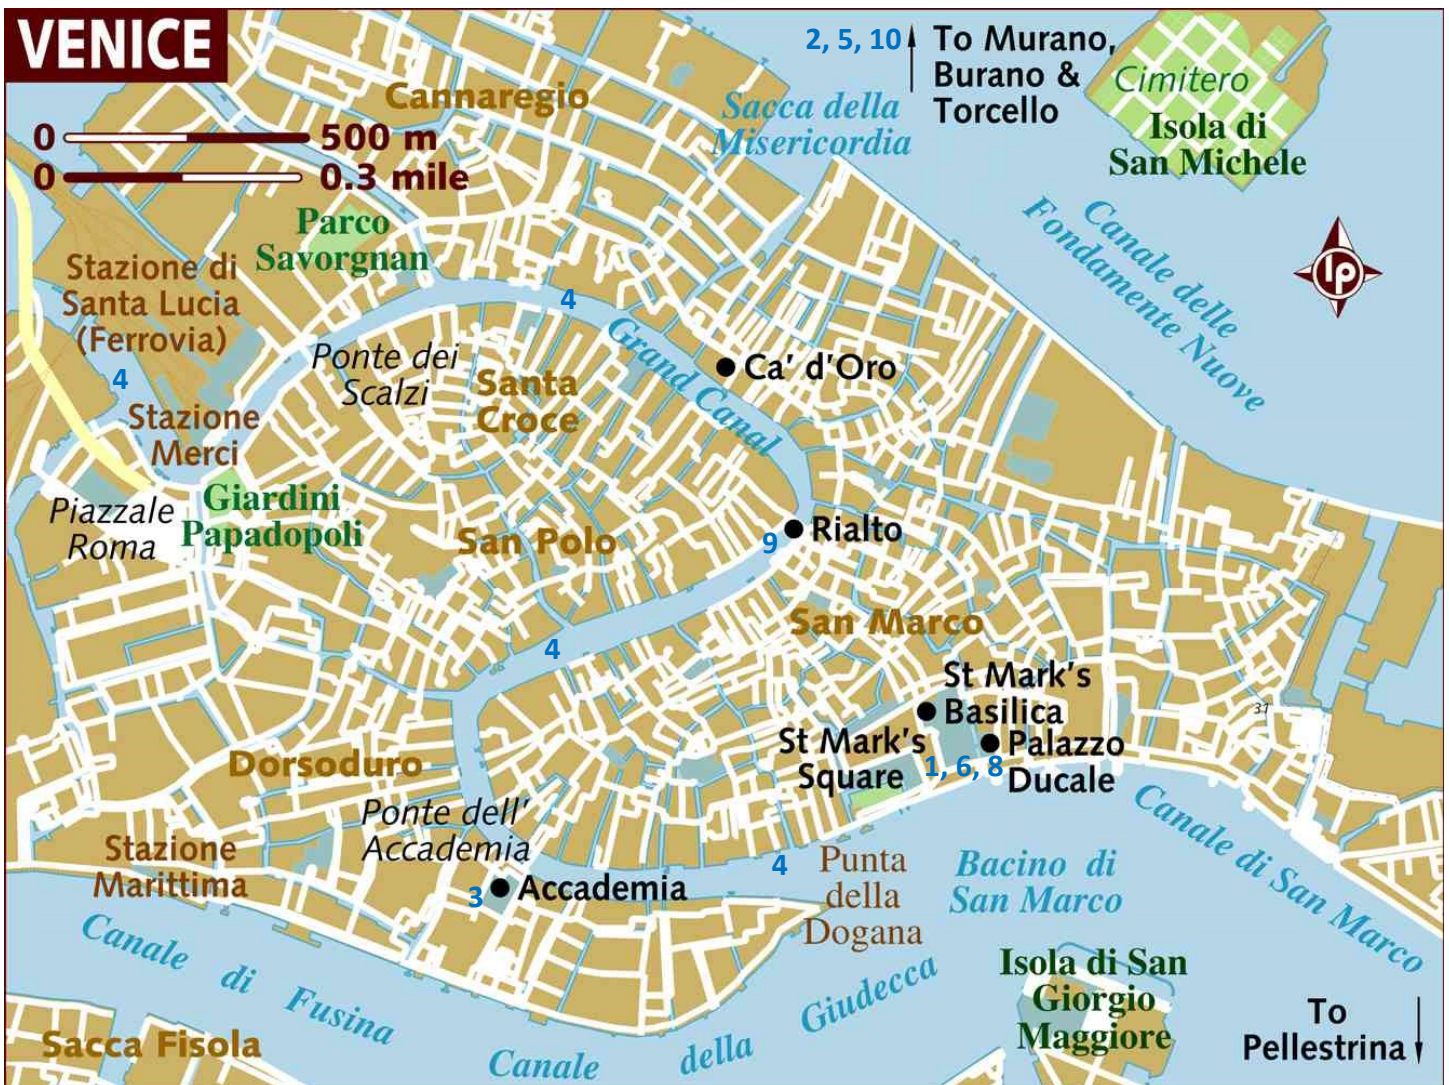 VENICE
2, 5, 10
To Murano,
Burano &
Torcello
Cimitero
Isola di
San Michele
Cannaregio
Sacca della
Misericordia
0
500 m
0
0.3 mile
Parco
Savorgnan
Canale delle
Fondamente Nuove
lp
Stazione di
Santa Lucia
(Ferrovia)
4
4
Grand Canal
Ponte dei
Scalzi
Santa
Croce
Ca' d'Oro
Stazione
Merci
Piazzale
Roma
Giardini
Papadopoli
San Polo
9
Rialto
San Marco
4
St Mark's
Basilica
31
St Mark's
Square
1, 6, 8
Palazzo
Ducale
Dorsoduro
Ponte dell'
Accademia
Canale di San Marco
Stazione
Marittima
4
Punta
della
Dogana
Bacino di
San Marco
3
Accademia
Canale di Fusina
Isola di San
Giorgio
Maggiore
Canale della Giudecca
To
Pellestrina
Sacca Fisola